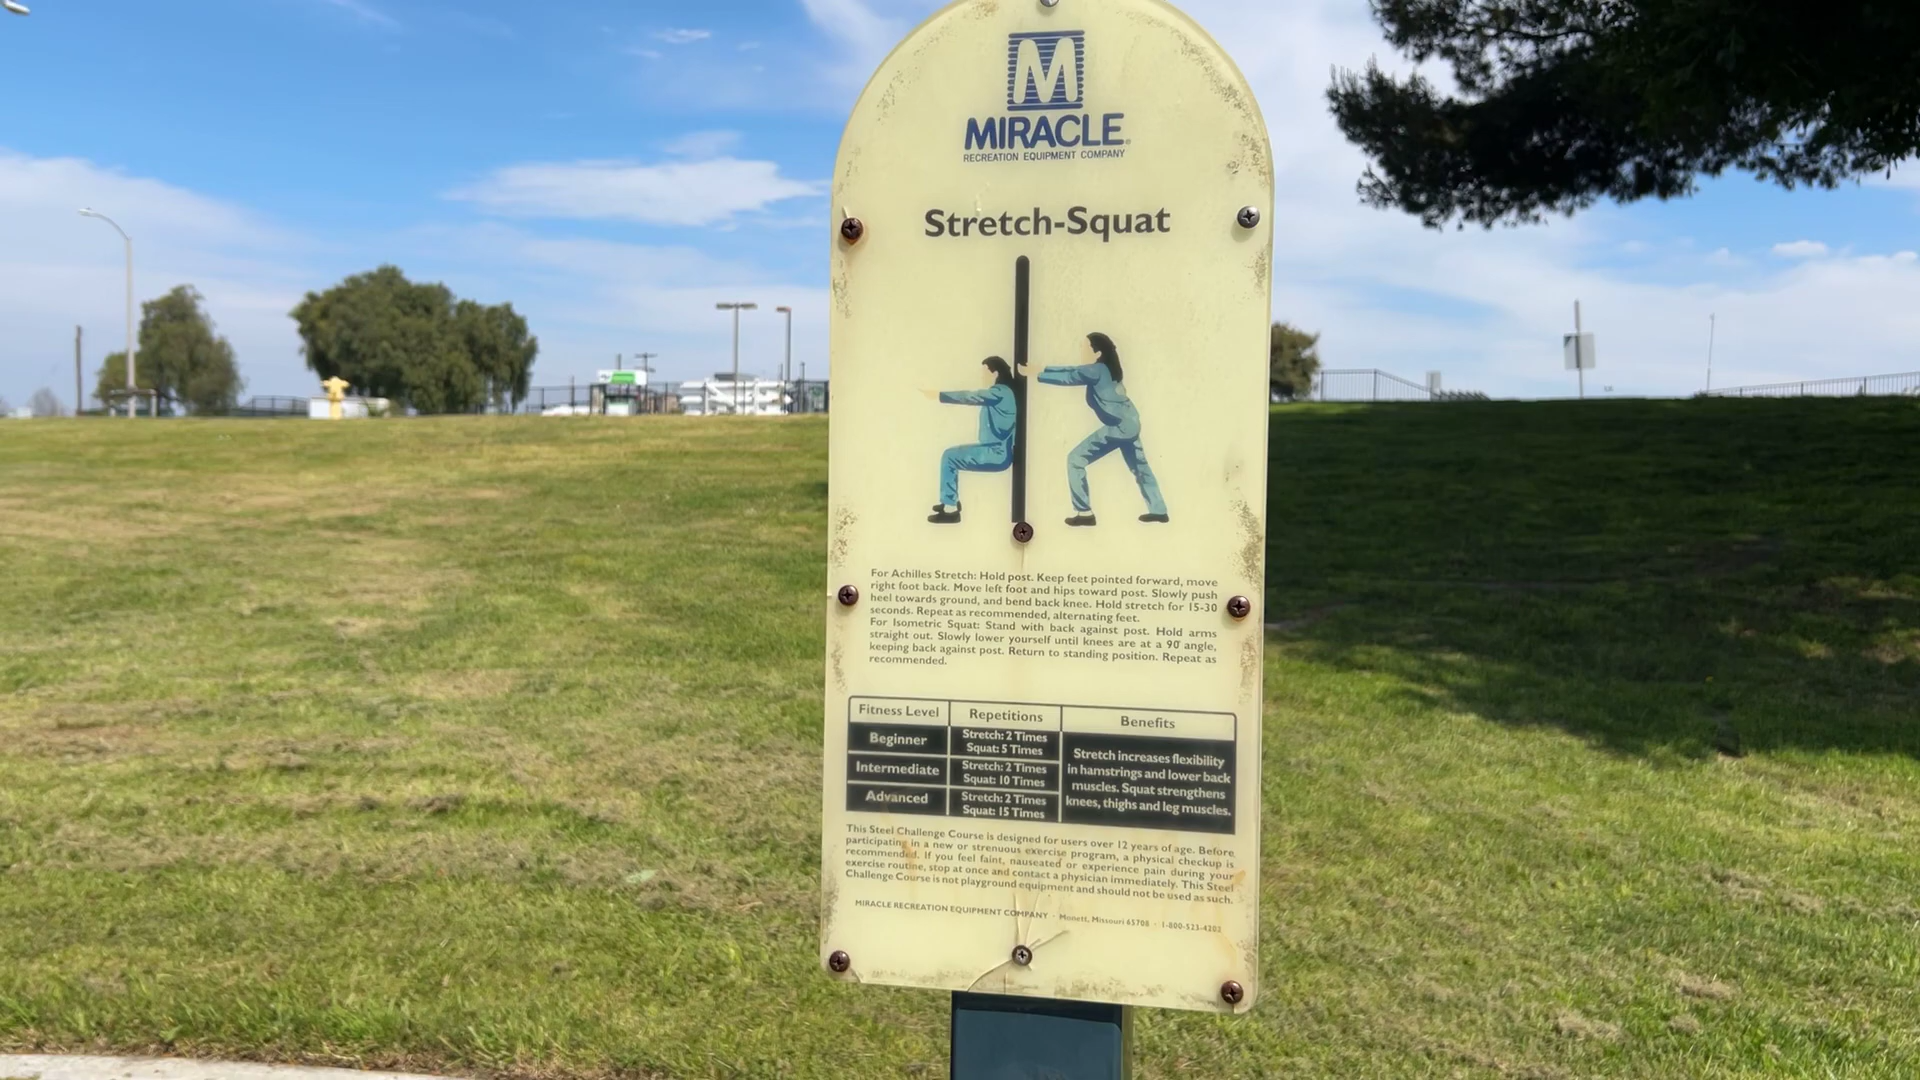 M
MIRACLE®
RECREATION EQUIPMENT COMPANY
Stretch-Squat
For Achilles Stretch: Hold post. Keep feet pointed forward, move
right foot back. Move left foot and hips toward post. Slowly push
heel towards ground, and bend back knee. Hold stretch for 15-30
seconds. Repeat as recommended, alternating feet.
For Isometric Squat: Stand with back against post. Hold arms
straight out. Slowly lower yourself until knees are at a 90° angle,
keeping back against post. Return to standing position. Repeat as
recommended.
Fitness Level Repetitions Benefits
Beginner
Stretch: 2 Times
Squat: 5 Times
Intermediate
Stretch: 2 Times
Squat: 10 Times
Advanced
Stretch: 2 Times
Squat: 15 Times
Stretch increases flexibility
in hamstrings and lower back
muscles. Squat strengthens
knees, thighs and leg muscles.
This Steel Challenge Course is designed for users over 12 years of age. Before
participating in a new or strenuous exercise program, a physical checkup is
recommended. If you feel faint, nauseated or experience pain during your
exercise routine, stop at once and contact a physician immediately. This Steel
Challenge Course is not playground equipment and should not be used as such.
MIRACLE RECREATION EQUIPMENT COMPANY · Monett, Missouri 65708 · 1-800-523-4202